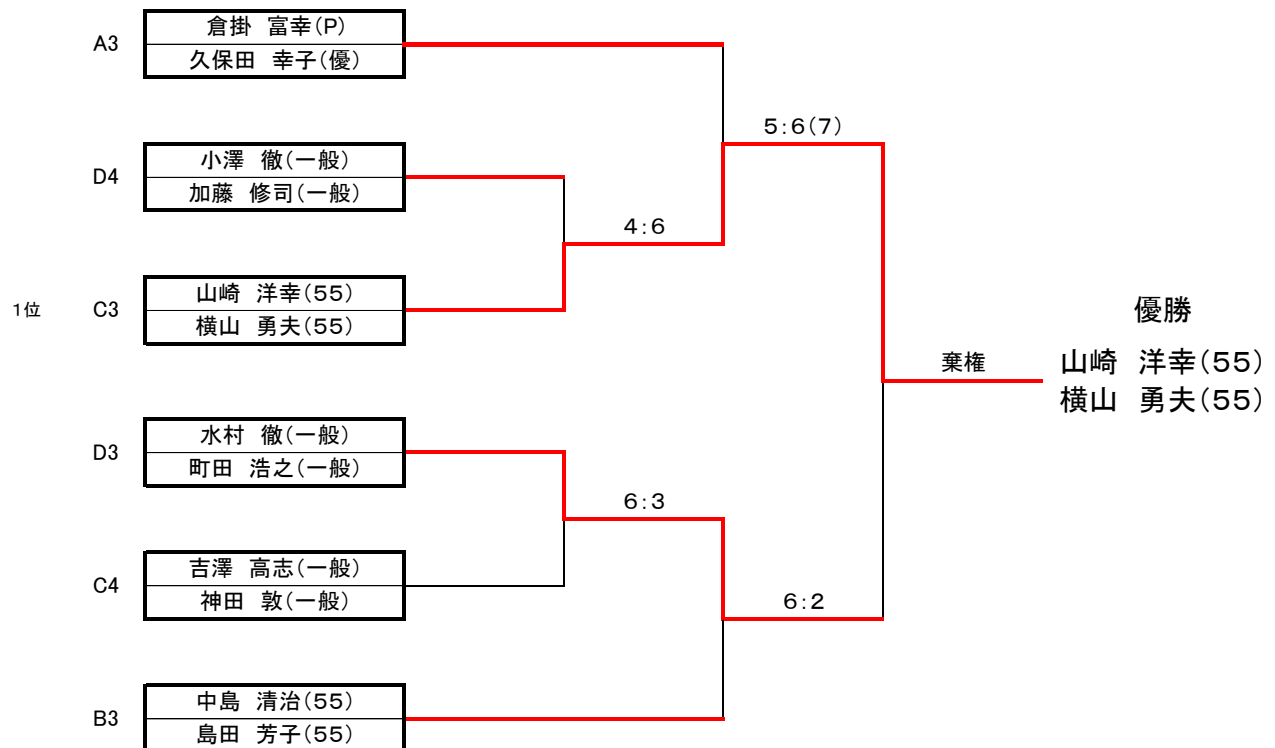 A3
倉掛　富幸(P)
久保田　幸子(優)
5:6(7)
D4
小澤　徹(一般)
加藤　修司(一般)
4:6
1位
C3
山崎　洋幸(55)
横山　勇夫(55)
優勝
棄権
山崎　洋幸(55)
横山　勇夫(55)
D3
水村　徹(一般)
町田　浩之(一般)
6:3
C4
吉澤　高志(一般)
神田　敦(一般)
6:2
B3
中島　清治(55)
島田　芳子(55)